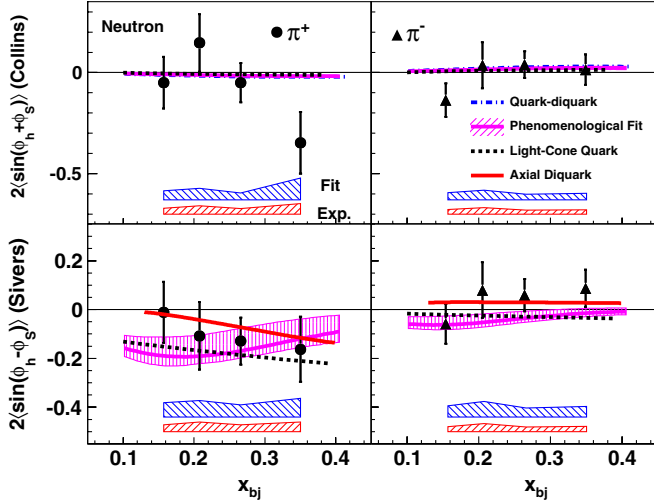 Neutron
π+
π-
2⟨sin(ϕh+ϕS)⟩ (Collins)
0
-0.5
Quark-diquark
Phenomenological Fit
Light-Cone Quark
Axial Diquark
Fit
Exp.
2⟨sin(ϕh-ϕS)⟩ (Sivers)
0.2
0
-0.2
-0.4
0.1 0.2 0.3 0.4 0.1 0.2 0.3 0.4
xbj xbj